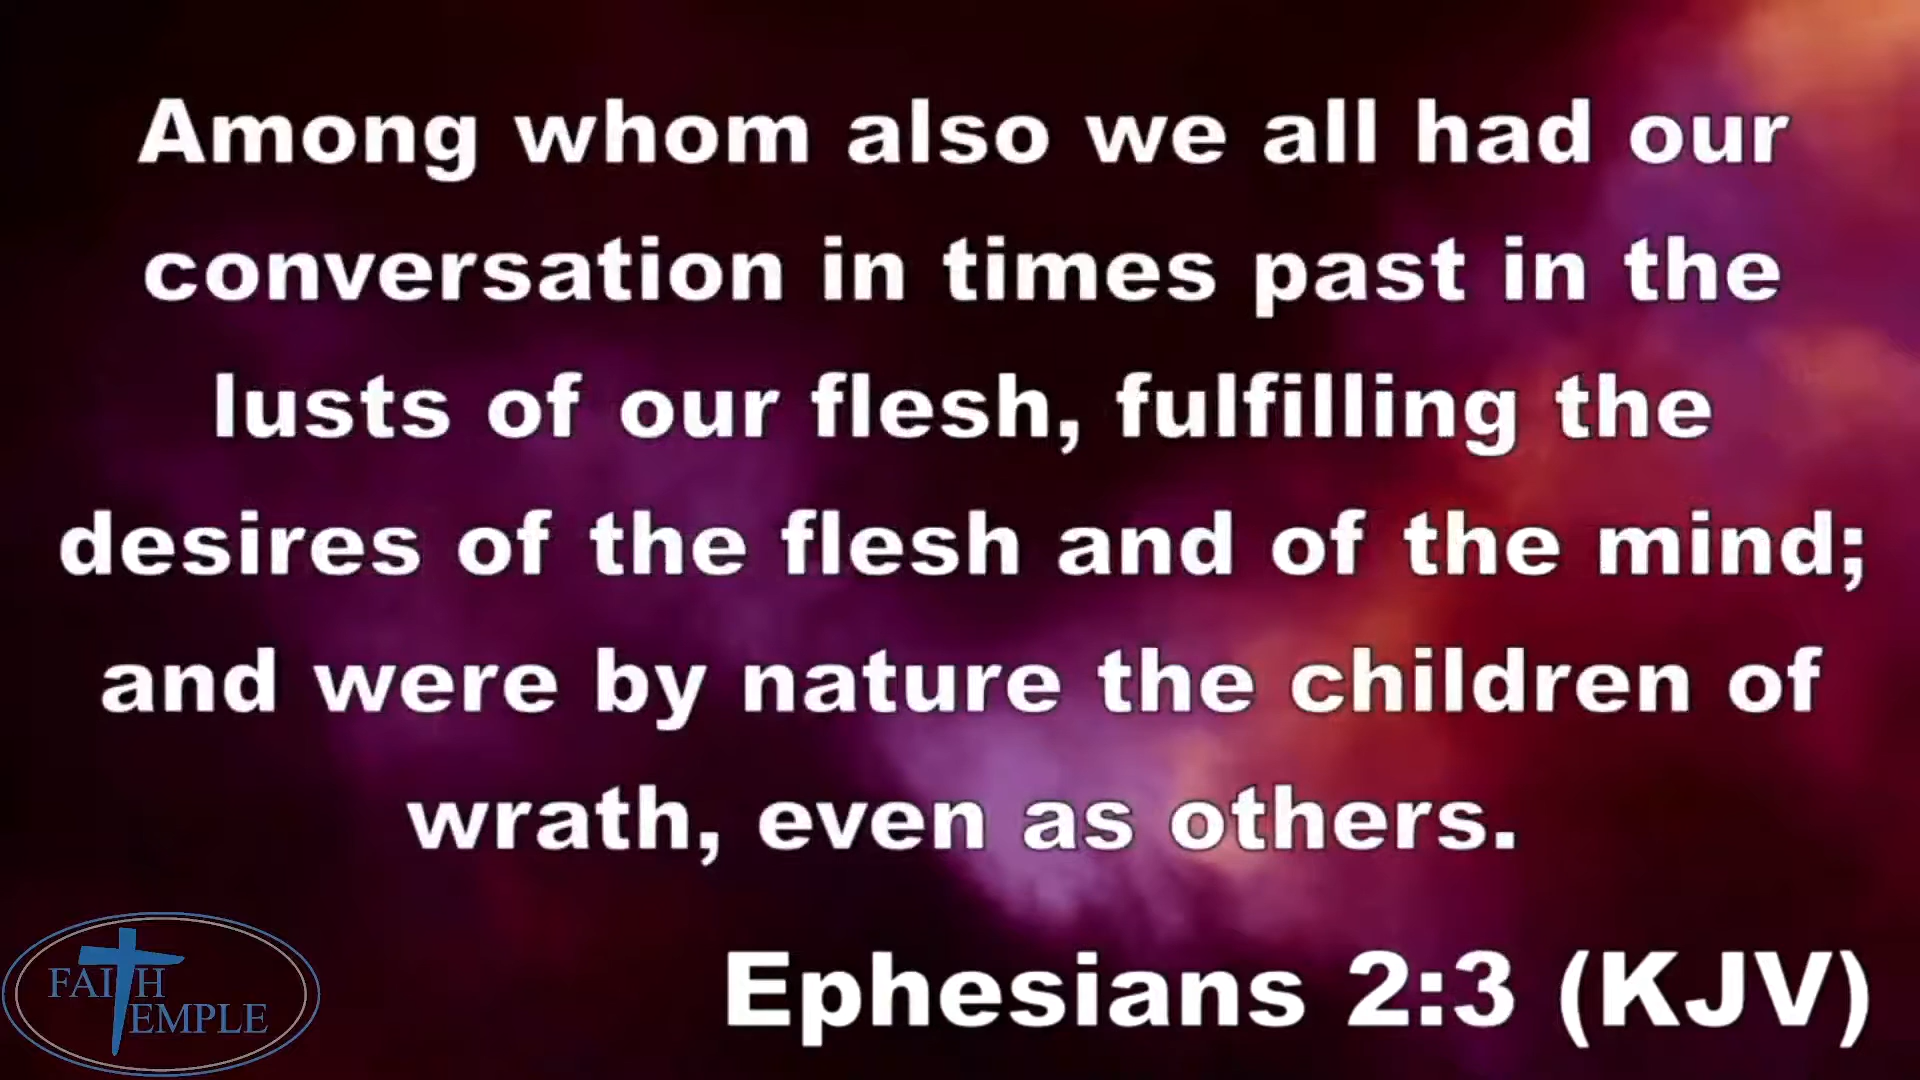 Among whom also we all had our
conversation in times past in the
lusts of our flesh, fulfilling the
desires of the flesh and of the mind;
and were by nature the children of
wrath, even as others.
Ephesians 2:3 (KJV)
FAITH
TEMPLE